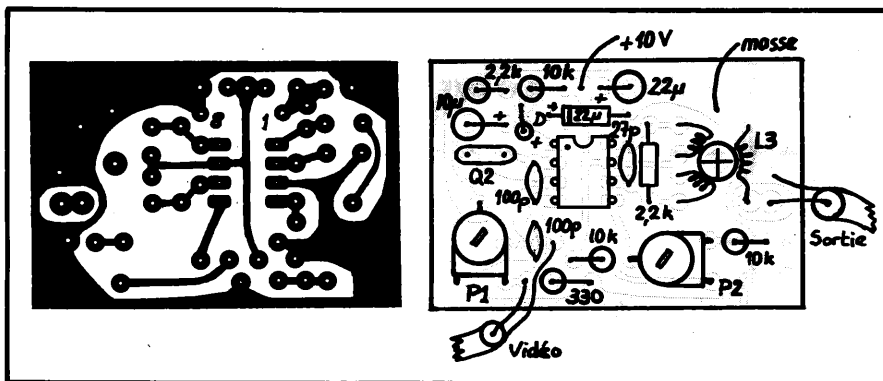 8
1
+10V
masse
2,2k
10k
22µ
10µ
+
D
+
22µ
+
27p
L3
+
Q2
100p
2,2k
100p
10k
Sortie
10k
P1
330
P2
Vidéo